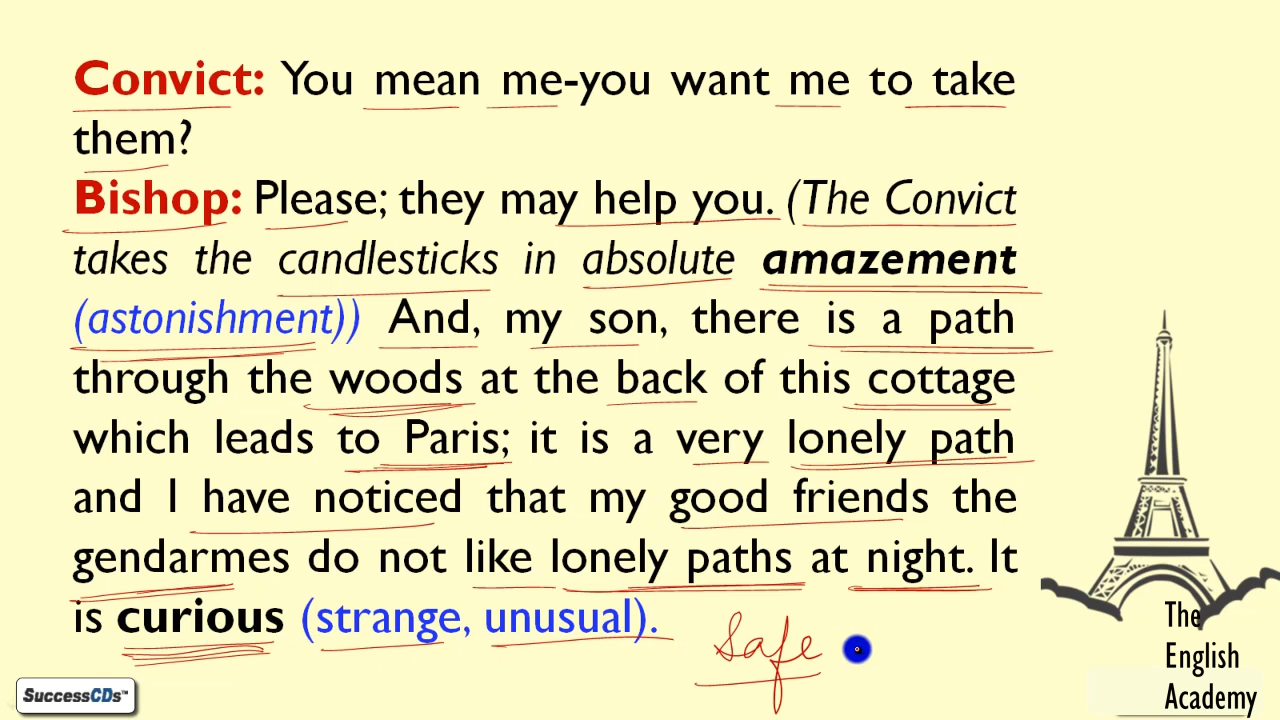 Convict: You mean me-you want me to take
them?
Bishop: Please; they may help you. (The Convict
takes the candlesticks in absolute amazement
(astonishment)) And, my son, there is a path
through the woods at the back of this cottage
which leads to Paris; it is a very lonely path
and I have noticed that my good friends the
gendarmes do not like lonely paths at night. It
is curious (strange, unusual).
Safe
The
English
Academy
SuccessCDs™